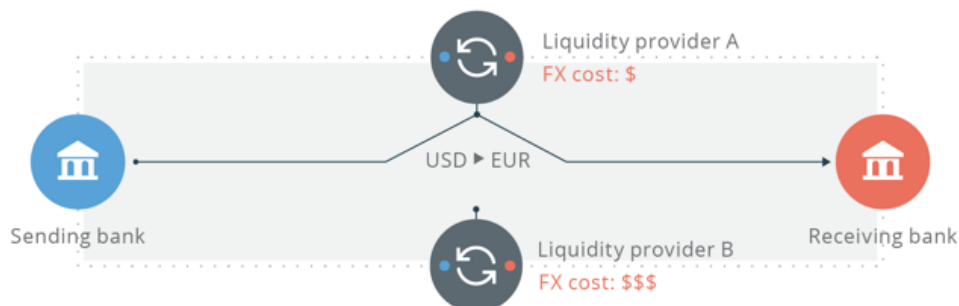 Liquidity provider A
FX cost: $
USD ▶ EUR
Sending bank
Receiving bank
Liquidity provider B
FX cost: $$$